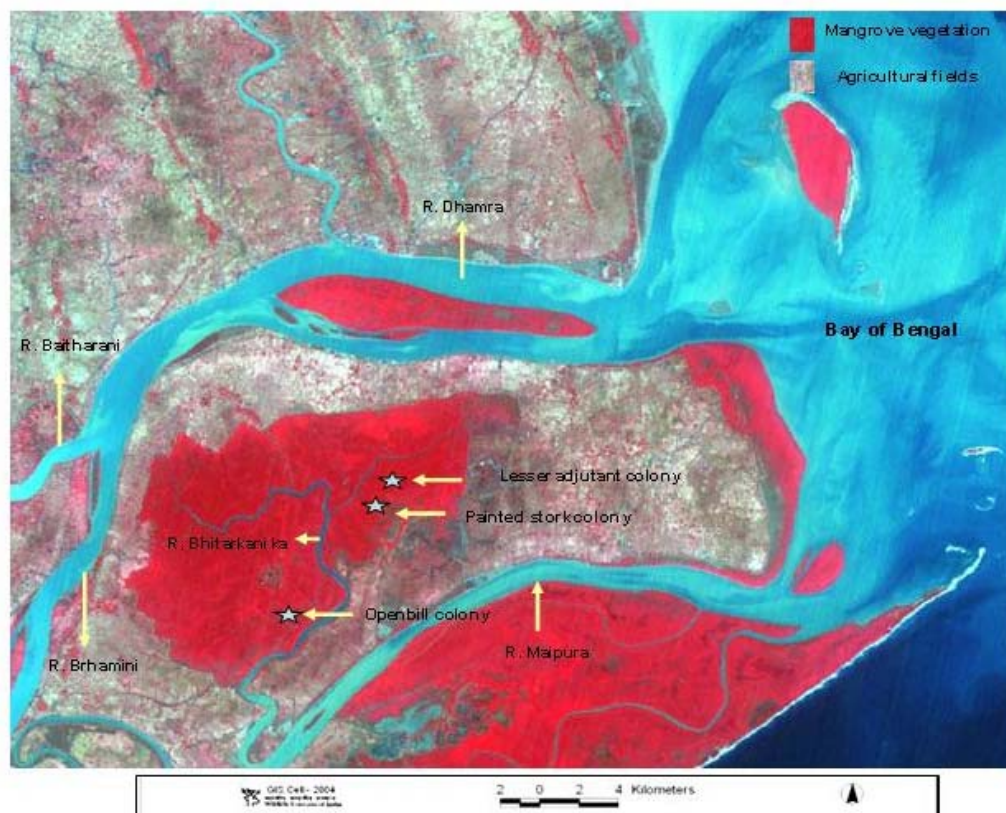 Mangrove vegetation
Agricultural fields
R. Dhamra
Bay of Bengal
R. Baitharani
Lesser adjutant colony
Painted stork colony
R. Bhitarkanika
Openbill colony
R. Maipura
R. Brhamini
GIS Cell - 2004
2 0 2 4 Kilometers